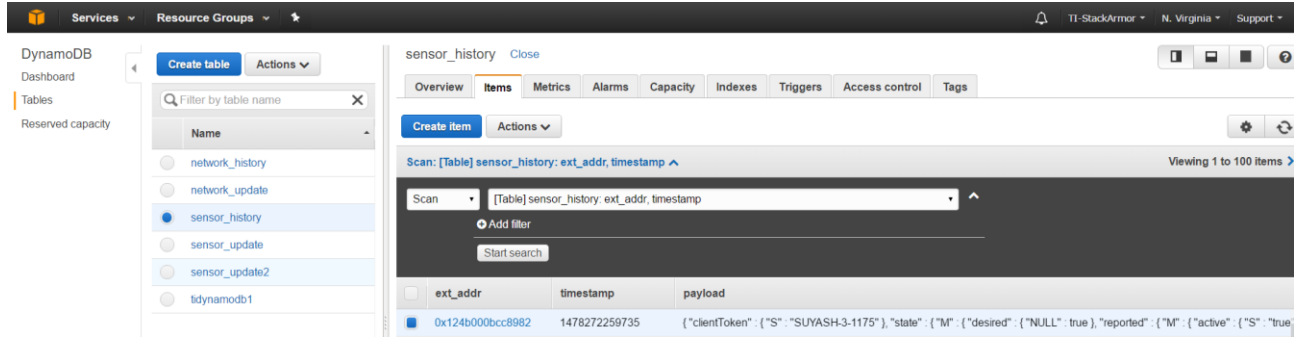 Services Resource Groups TI-StackArmor N. Virginia Support
DynamoDB
Dashboard
Tables
Reserved capacity
Create table Actions
Filter by table name
Name
network_history
network_update
sensor_history
sensor_update
sensor_update2
tidynamodb1
sensor_history Close
Overview Items Metrics Alarms Capacity Indexes Triggers Access control Tags
Create item Actions
Scan: [Table] sensor_history: ext_addr, timestamp Viewing 1 to 100 items
Scan [Table] sensor_history: ext_addr, timestamp
Add filter
Start search
ext_addr timestamp payload
0x124b000bcc8982 1478272259735 { "clientToken" : { "S" : "SUYASH-3-1175" }, "state" : { "M" : { "desired" : { "NULL" : true }, "reported" : { "M" : { "active" : { "S" : "true